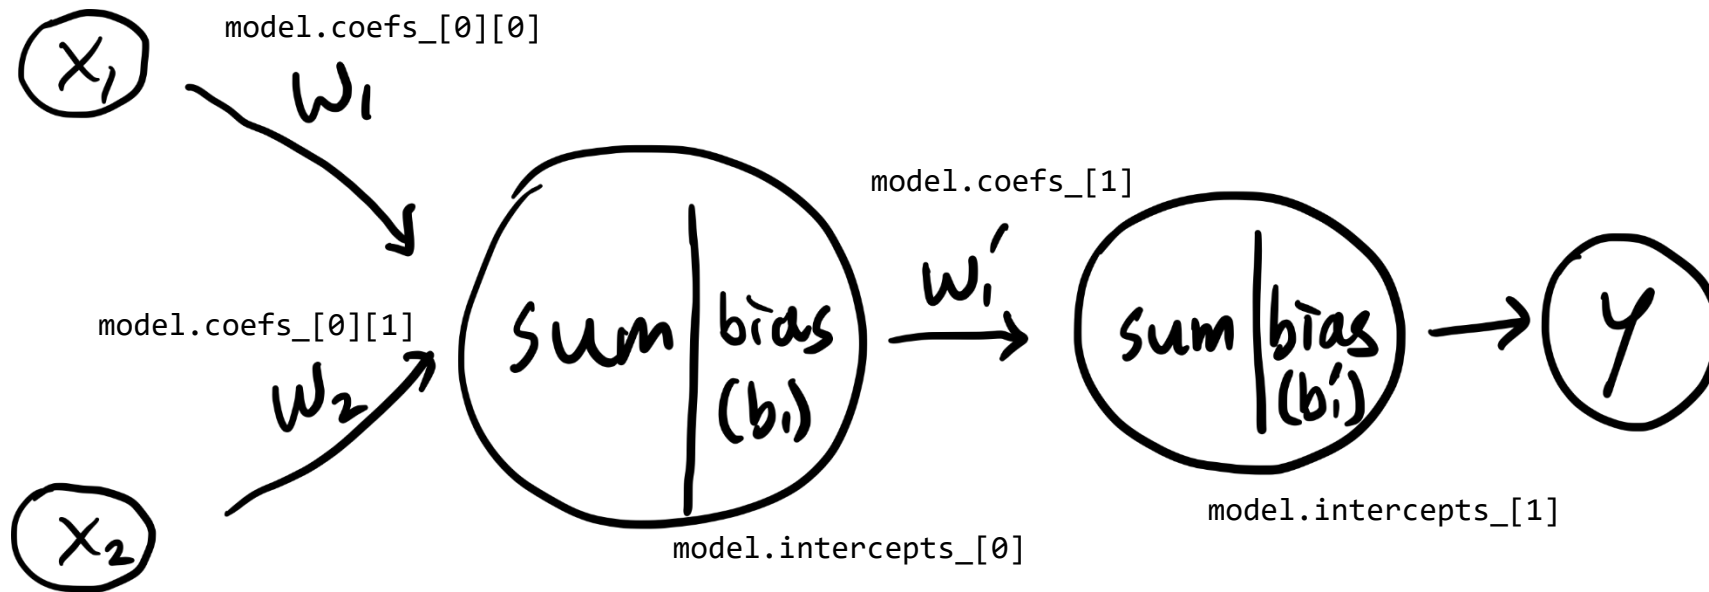 X1
model.coefs_[0][0]
W1
model.coefs_[0][1]
W2
X2
sum
bias
(b1)
model.intercepts_[0]
model.coefs_[1]
W1'
sum
bias
(b1')
model.intercepts_[1]
y